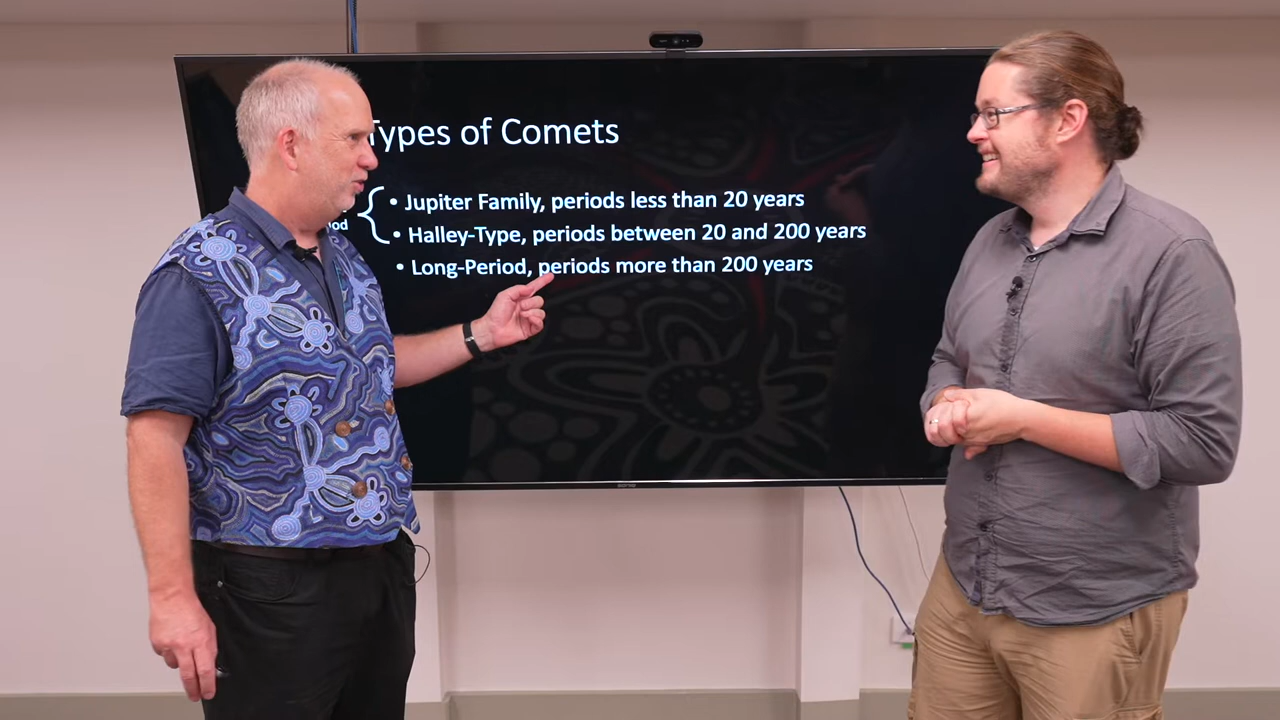 Types of Comets
• Jupiter Family, periods less than 20 years
• Halley-Type, periods between 20 and 200 years
• Long-Period, periods more than 200 years